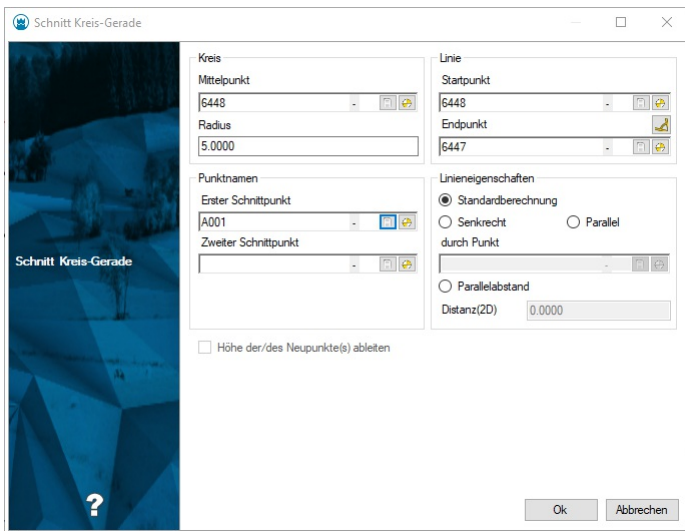 Schnitt Kreis-Gerade
Kreis
Mittelpunkt
6448
Radius
5.0000
Linie
Startpunkt
6448
Endpunkt
6447
Punktnamen
Erster Schnittpunkt
A001
Zweiter Schnittpunkt
Linieneigenschaften
Standardberechnung
Senkrecht
Parallel
durch Punkt
Parallelabstand
Distanz(2D)
0.0000
Schnitt Kreis-Gerade
Höhe der/des Neupunkte(s) ableiten
?
Ok
Abbrechen